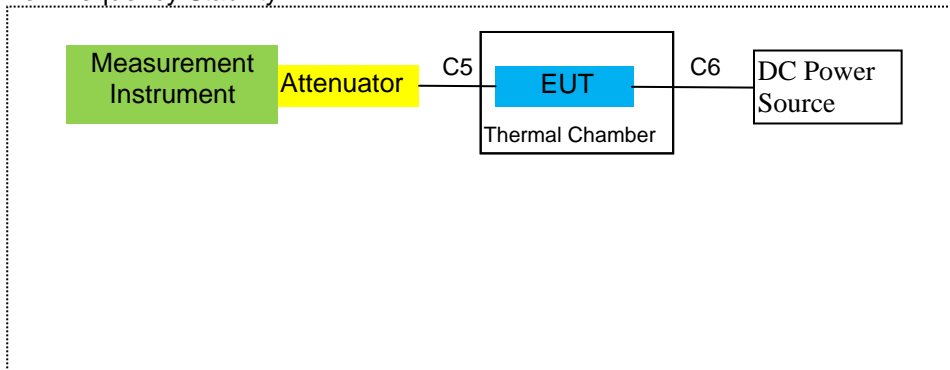 Measurement
Instrument
Attenuator
C5
EUT
Thermal Chamber
C6
DC Power
Source